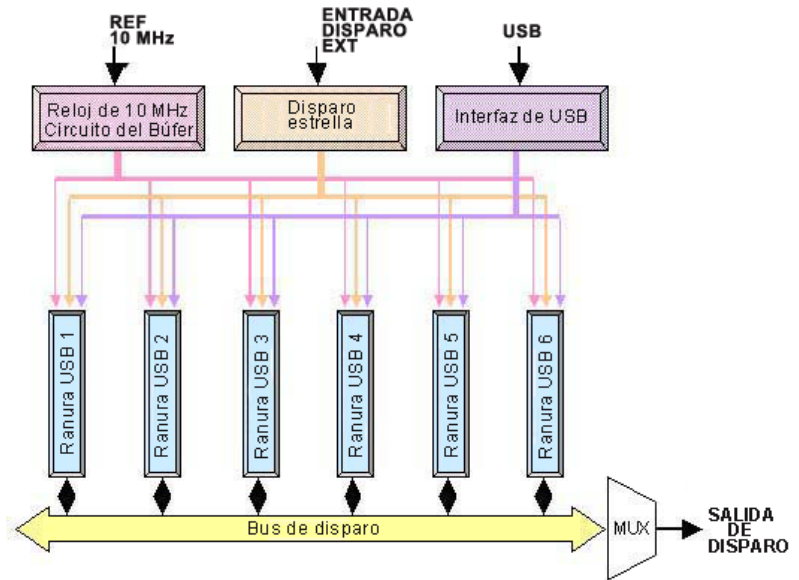 REF
10 MHz
ENTRADA
DISPARO
EXT
USB
Reloj de 10 MHz
Circuito del Búfer
Disparo
estrella
Interfaz de USB
Ranura USB 1
Ranura USB 2
Ranura USB 3
Ranura USB 4
Ranura USB 5
Ranura USB 6
Bus de disparo
MUX
SALIDA
DE
DISPARO